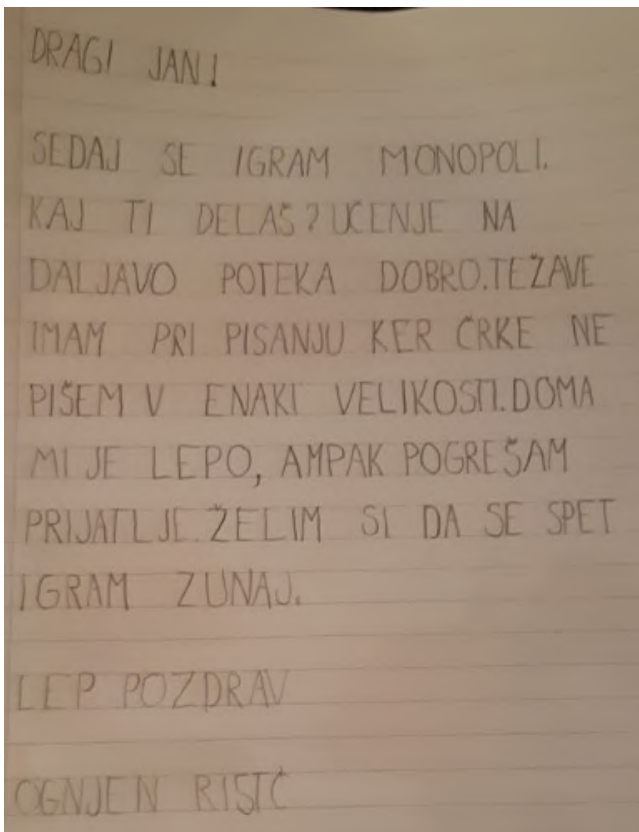 DRAGI JAN!
SEDAJ SE IGRAM MONOPOLI.
KAJ TI DELAŠ? UČENJE NA
DALJAVO POTEKA DOBRO. TEŽAVE
IMAM PRI PISANJU KER ČRKE NE
PIŠEM V ENAKI VELIKOSTI. DOMA
MI JE LEPO, AMPAK POGREŠAM
PRIJATLJE. ŽELIM SI DA SE SPET
IGRAM ZUNAJ.
LEP POZDRAV
OGNJEN RISTĆ